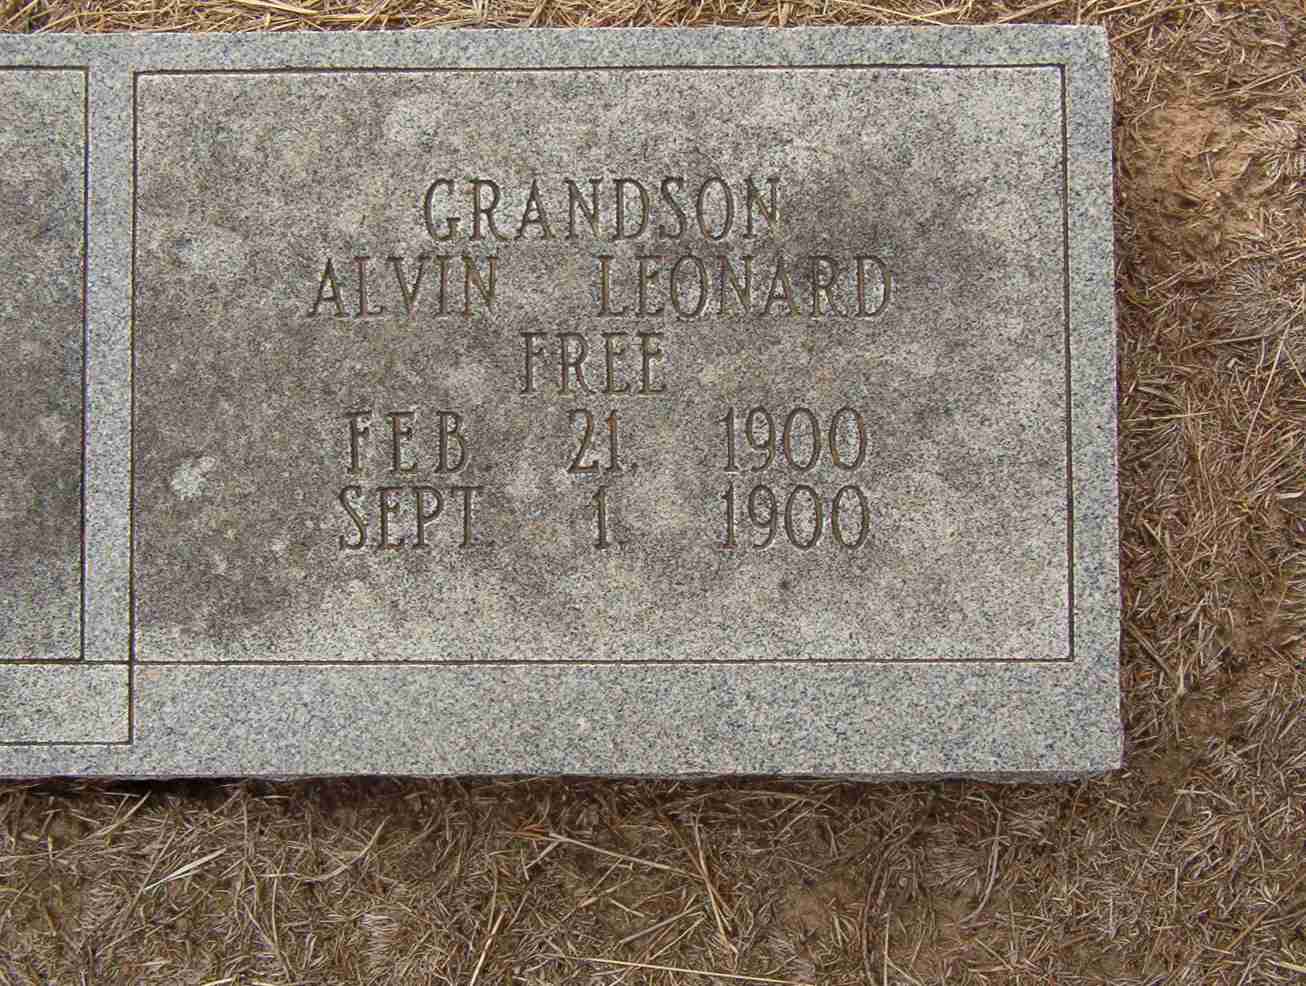 GRANDSON
ALVIN LEONARD
FREE
FEB. 21. 1900
SEPT. 1. 1900